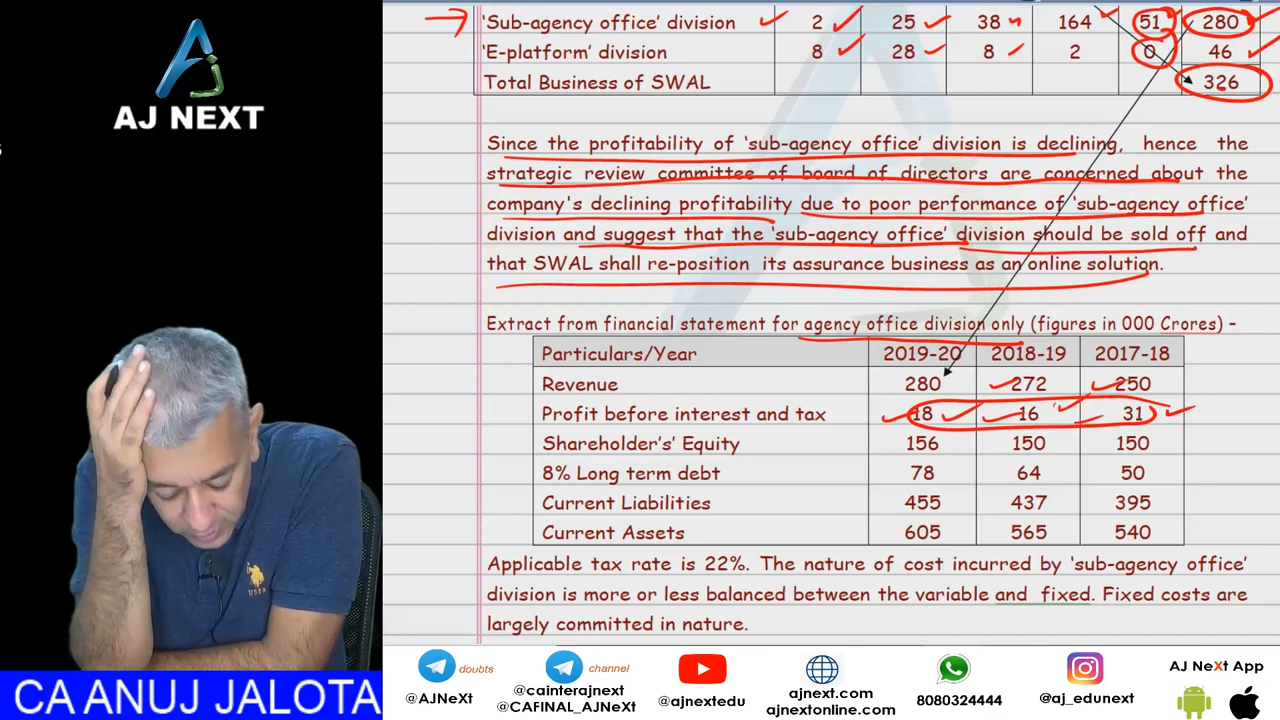 'Sub-agency office' division 2 25 38 164 51 280
'E-platform' division 8 28 8 2 0 46
Total Business of SWAL 326
AJ NEXT
Since the profitability of 'sub-agency office' division is declining, hence the
strategic review committee of board of directors are concerned about the
company's declining profitability due to poor performance of 'sub-agency office'
division and suggest that the 'sub-agency office' division should be sold off and
that SWAL shall re-position its assurance business as an online solution.
Extract from financial statement for agency office division only (figures in 000 Crores) -
Particulars/Year 2019-20 2018-19 2017-18
Revenue 280 272 250
Profit before interest and tax 18 16 31
Shareholder's' Equity 156 150 150
8% Long term debt 78 64 50
Current Liabilities 455 437 395
Current Assets 605 565 540
Applicable tax rate is 22%. The nature of cost incurred by 'sub-agency office'
division is more or less balanced between the variable and fixed. Fixed costs are
largely committed in nature.
CA ANUJ JALOTA
doubts
@AJNeXt
channel
@cainterajnext
@CAFINAL_AJNeXt
@ajnextedu
ajnext.com
ajnextonline.com
8080324444
@aj_edunext
AJ NeXt App